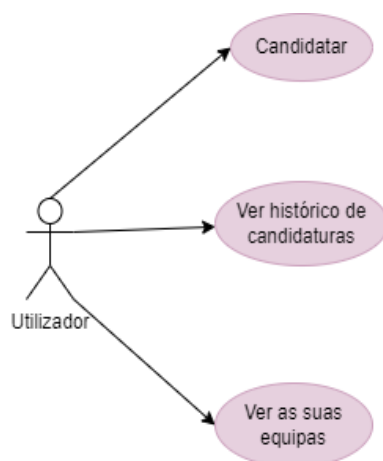 Candidatar
Ver histórico de
candidaturas
Utilizador
Ver as suas
equipas